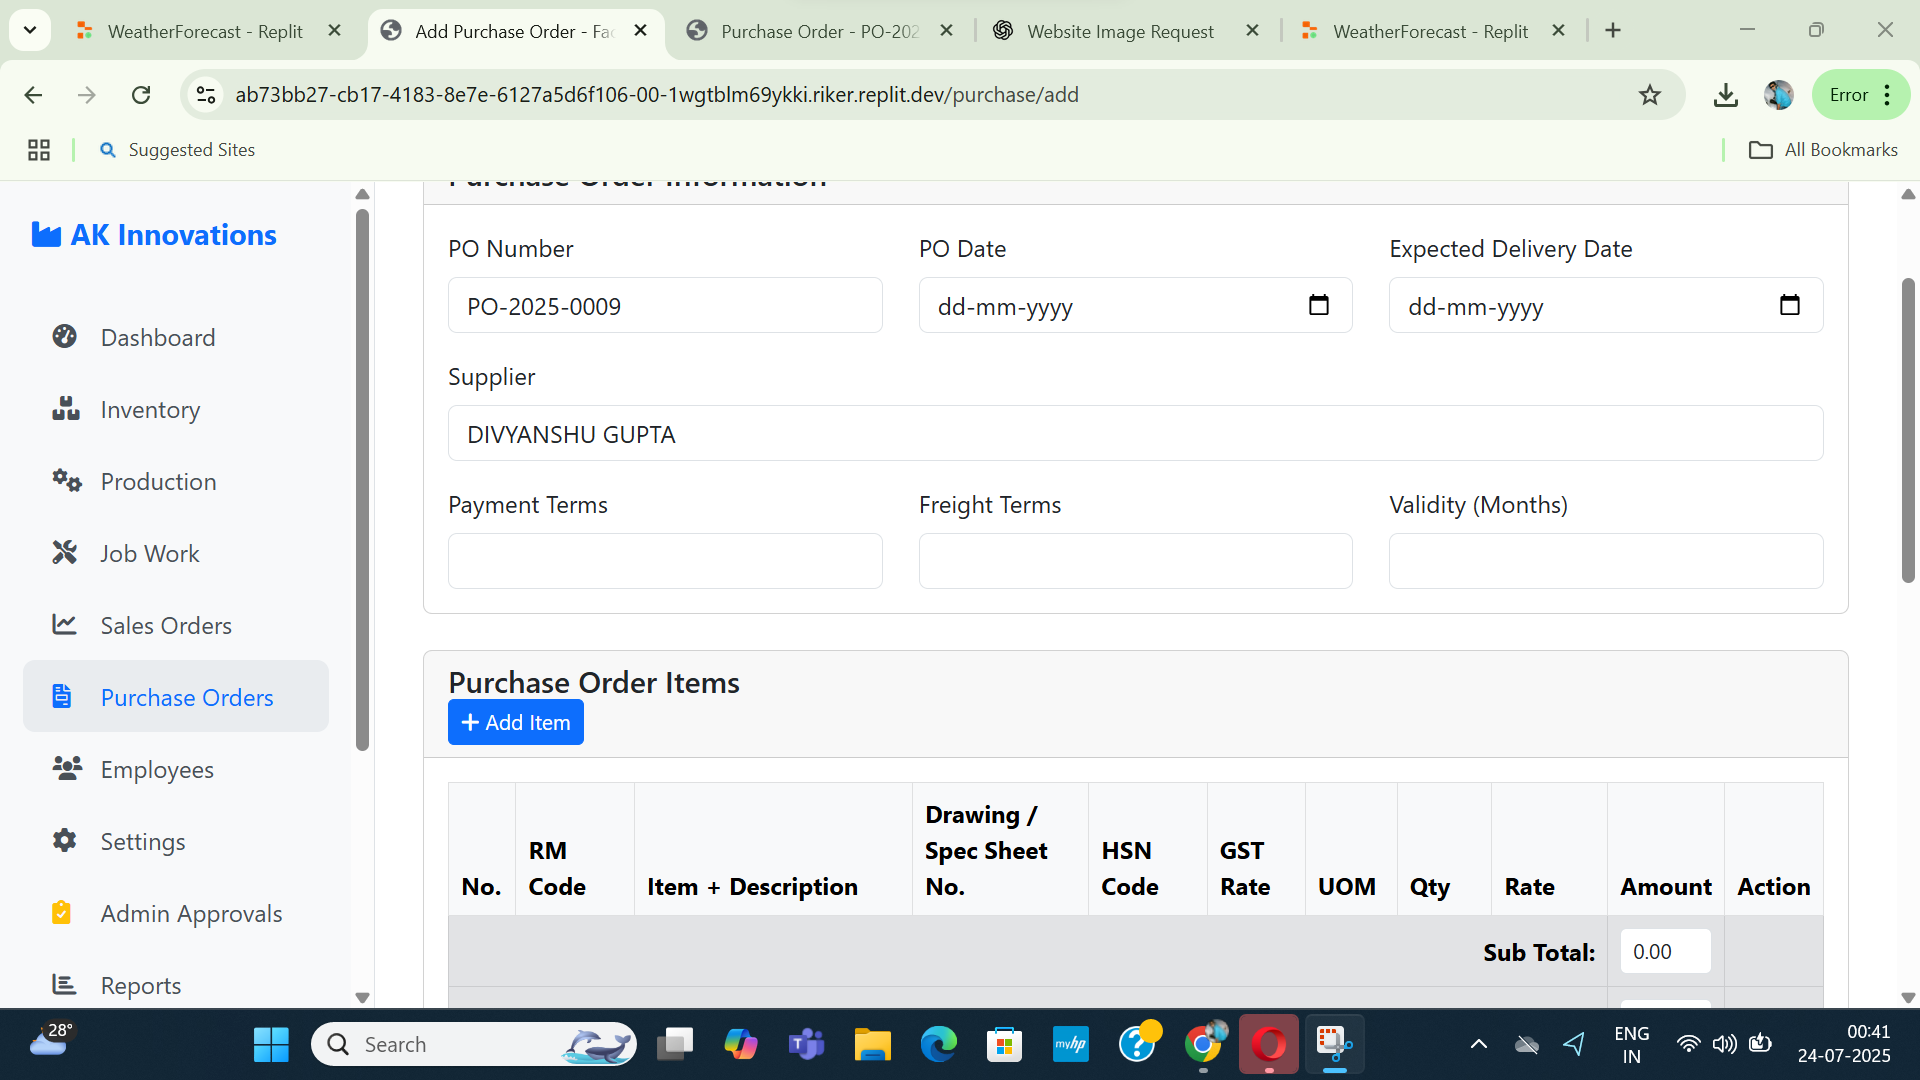 WeatherForecast - Replit
Add Purchase Order - Fac
Purchase Order - PO-202
Website Image Request
WeatherForecast - Replit
ab73bb27-cb17-4183-8e7e-6127a5d6f106-00-1wgtblm69ykki.riker.replit.dev/purchase/add
Error
Suggested Sites
All Bookmarks
AK Innovations
Dashboard
Inventory
Production
Job Work
Sales Orders
Purchase Orders
Employees
Settings
Admin Approvals
Reports
Purchase Order Information
PO Number
PO Date
Expected Delivery Date
PO-2025-0009
dd-mm-yyyy
dd-mm-yyyy
Supplier
DIVYANSHU GUPTA
Payment Terms
Freight Terms
Validity (Months)
Purchase Order Items
+ Add Item
No.
RM
Code
Item + Description
Drawing /
Spec Sheet
No.
HSN
Code
GST
Rate
UOM
Qty
Rate
Amount
Action
Sub Total:
0.00
28°
Search
myhp
ENG
IN
00:41
24-07-2025